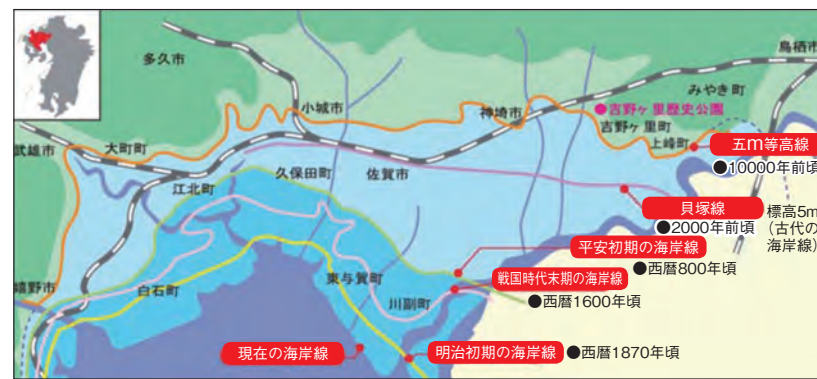 鳥栖市
多久市
みやき町
小城市
神埼市
●吉野ヶ里歴史公園
吉野ヶ里町
上峰町
武雄市
大町町
五m等高線
●10000年前頃
江北町
久保田町
佐賀市
貝塚線
●2000年前頃
標高5m
(古代の
海岸線)
平安初期の海岸線
●西暦800年頃
嬉野市
白石町
東与賀町
戦国時代末期の海岸線
●西暦1600年頃
川副町
現在の海岸線
明治初期の海岸線
●西暦1870年頃